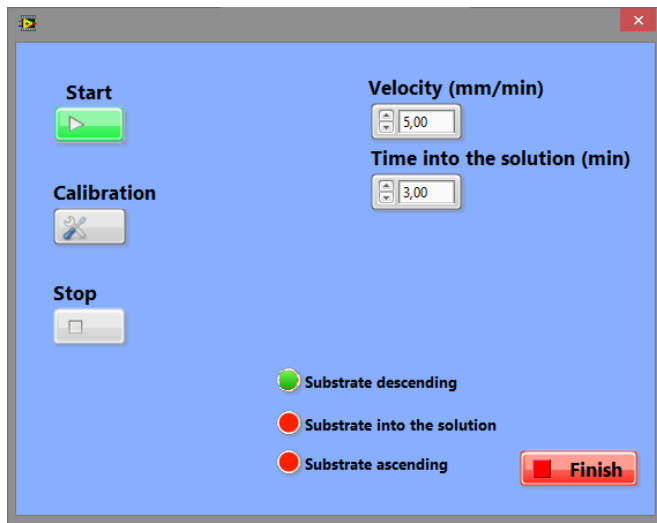 Start
Velocity (mm/min)
5,00
Time into the solution (min)
3,00
Calibration
Stop
Substrate descending
Substrate into the solution
Substrate ascending
Finish